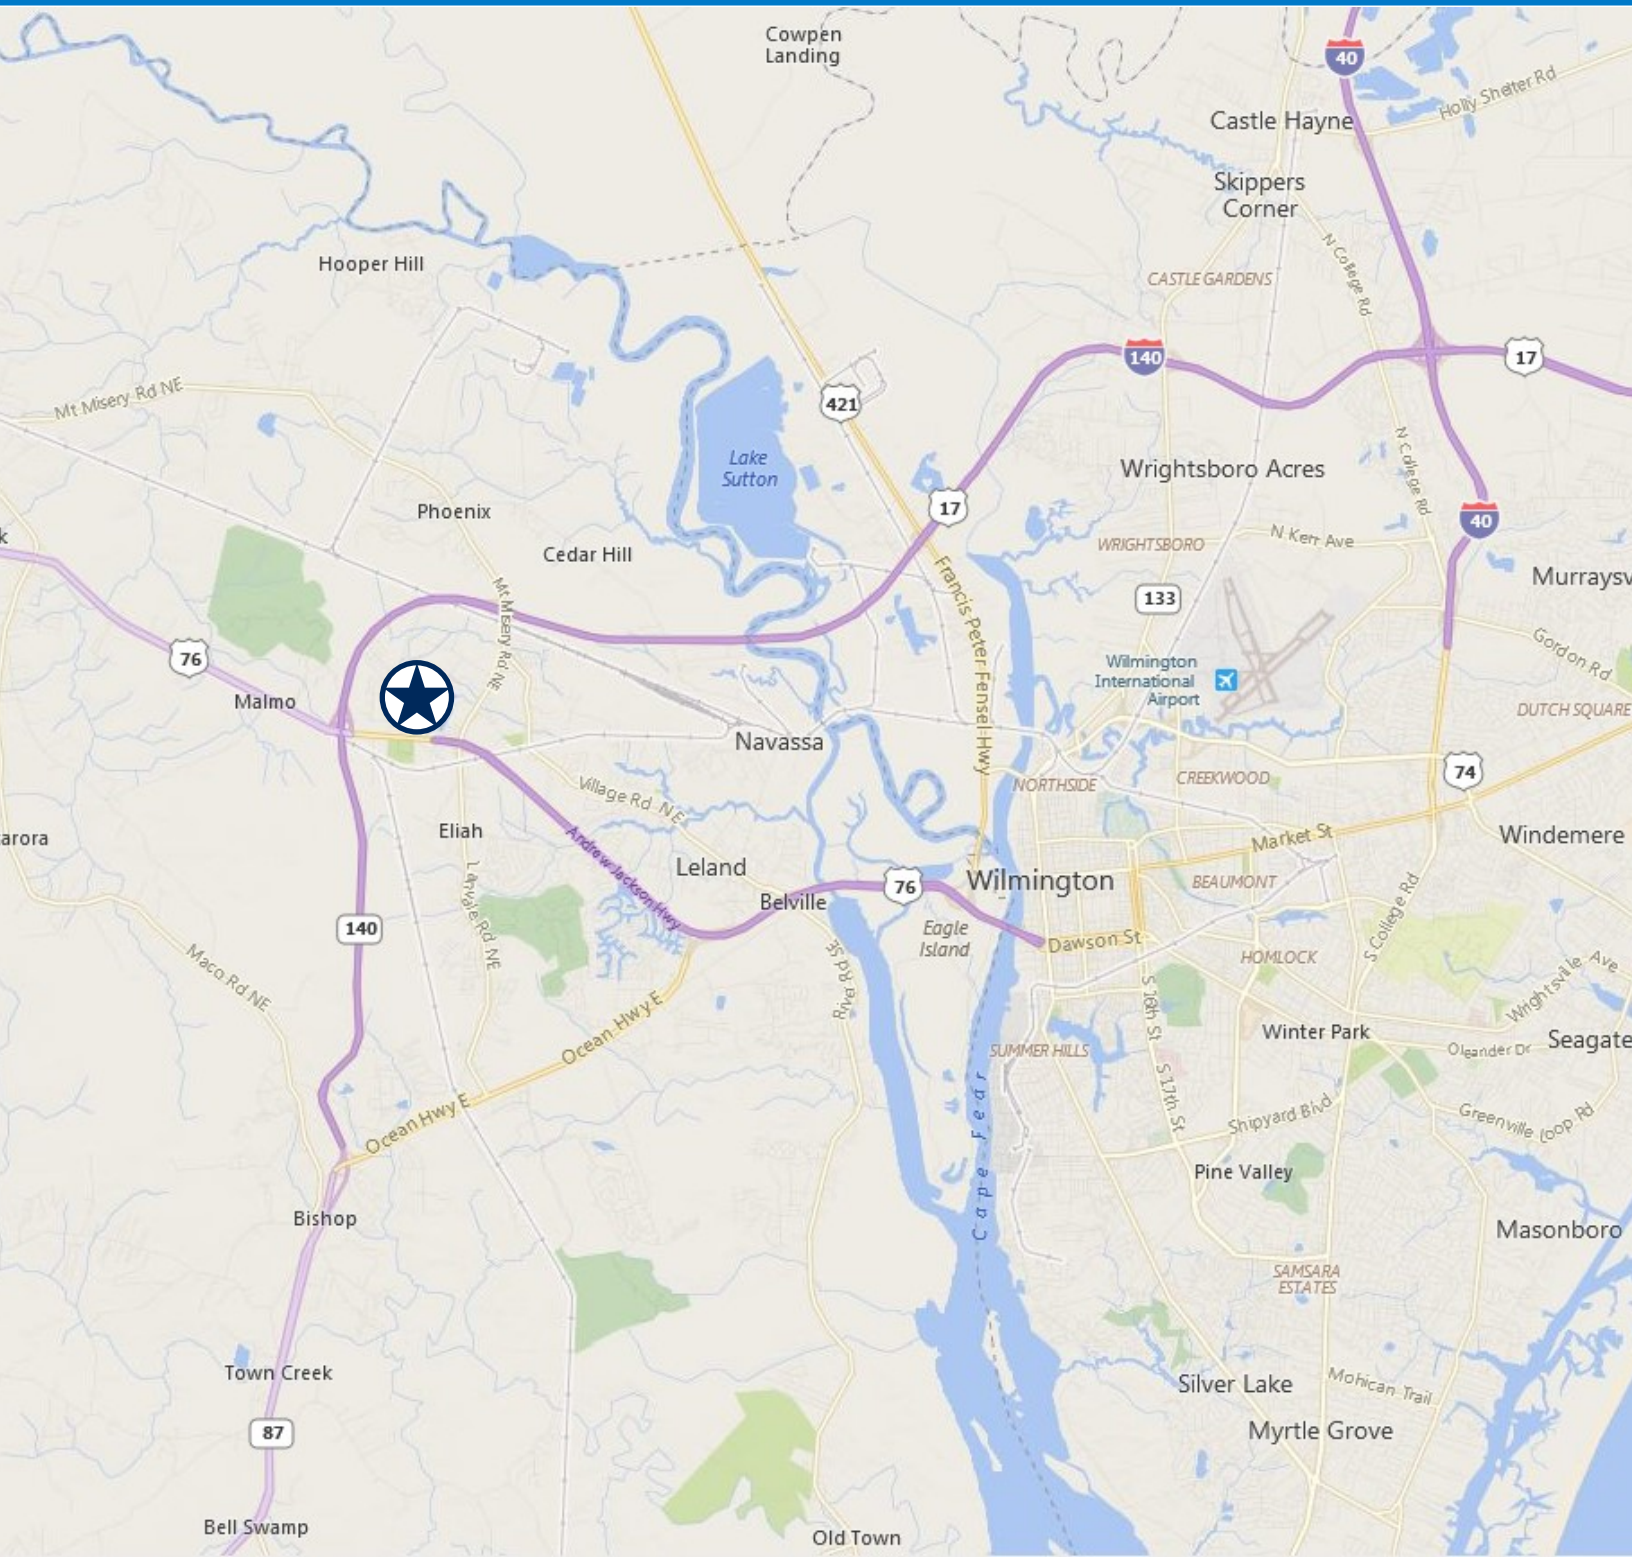 Cowpen
Landing
40
Holly Shelter Rd
Castle Hayne
Skippers
Corner
N College Rd
Hooper Hill
CASTLE GARDENS
140
17
Mt Misery Rd NE
421
Lake
Sutton
N College Rd
Wrightsboro Acres
17
Phoenix
40
k
Cedar Hill
WRIGHTSBORO
N Kerr Ave
Francis Peter Fensel Hwy
Murraysv
Mt Misery Rd NE
133
Gordon Rd
76
Wilmington
International
Airport
Malmo
DUTCH SQUARE
Navassa
74
NORTHSIDE
CREEKWOOD
Village Rd NE
Eliah
Andrew Jackson Hwy
Market St
Windemere
arora
Leland
Wilmington
BEAUMONT
76
Belville
Lanvale Rd NE
S College Rd
140
Eagle
Island
Dawson St
HOMLOCK
Maco Rd NE
River Rd SE
S 16th St
Wrightsville Ave
Ocean Hwy E
Winter Park
Seagate
SUMMER HILLS
Oleander Dr
Cape Fear
S 17th St
Ocean Hwy E
Shipyard Blvd
Greenville Loop Rd
Pine Valley
Bishop
Masonboro
SAMSARA
ESTATES
Town Creek
Silver Lake
Mohican Trail
87
Myrtle Grove
Bell Swamp
Old Town